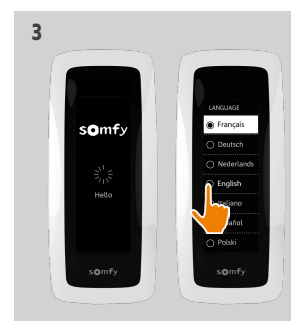 3
somfy
Hello
somfy
LANGUAGE
Français
Deutsch
Nederlands
English
Italiano
Polski
somfy